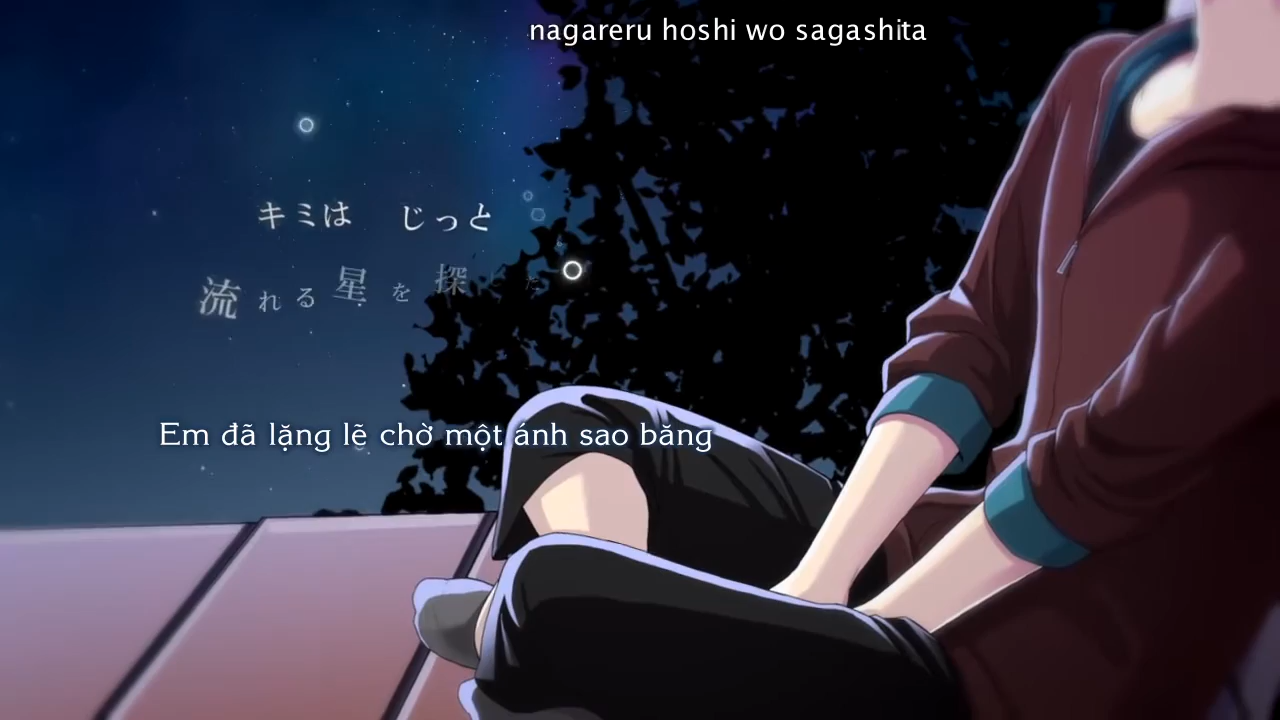 nagareru hoshi wo sagashita
キミは じっと
流れる星を探した
Em đã lặng lẽ chờ một ánh sao băng